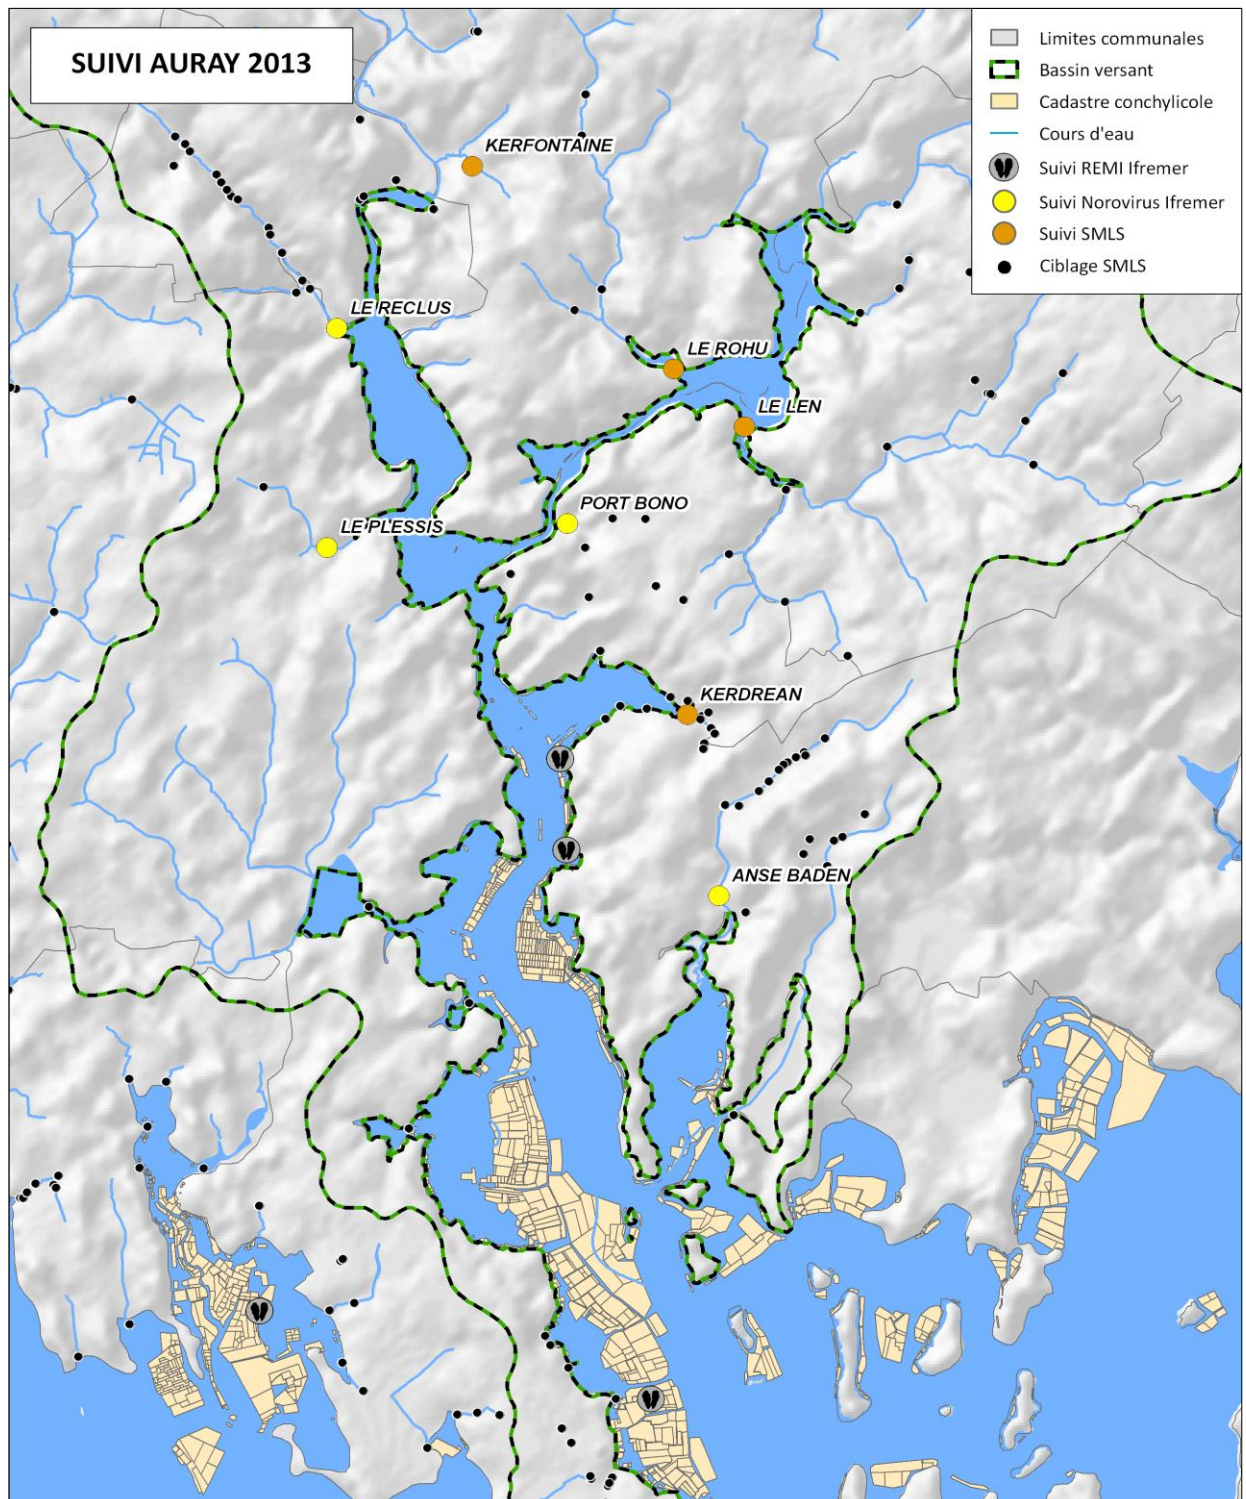 SUIVI AURAY 2013
Limites communales
Bassin versant
Cadastre conchylicole
Cours d'eau
Suivi REMI Ifremer
Suivi Norovirus Ifremer
Suivi SMLS
Ciblage SMLS
KERFONTAINE
LE RECLUS
LE ROHU
LE LEN
PORT BONO
LE PLESSIS
KERDREAN
ANSE BADEN